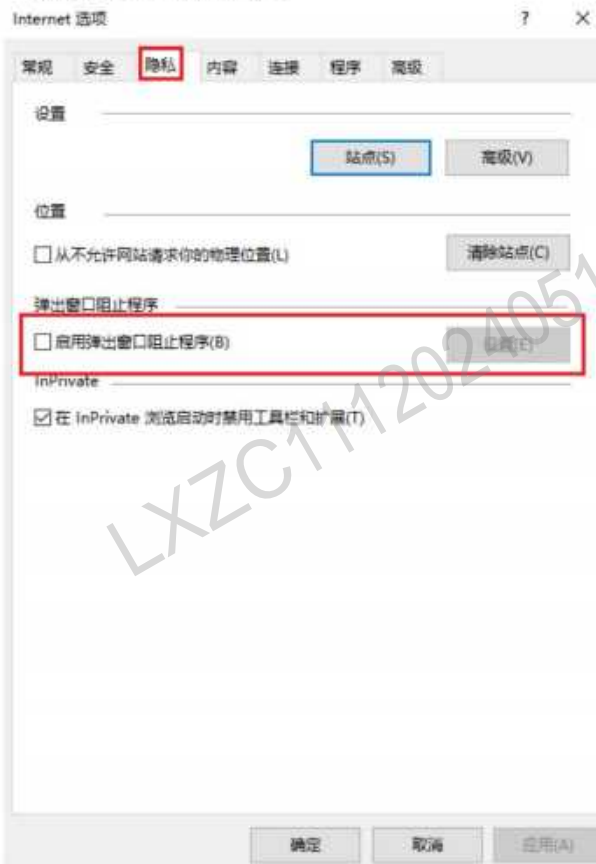 Internet 选项 ? ×
常规 安全 隐私 内容 连接 程序 高级
设置
站点(S) 高级(V)
位置
从不允许网站请求你的物理位置(L) 清除站点(C)
弹出窗口阻止程序
启用弹出窗口阻止程序(B) 设置(E)
InPrivate
在 InPrivate 浏览启动时禁用工具栏和扩展(T)
LXZC1112024051
确定 取消 应用(A)